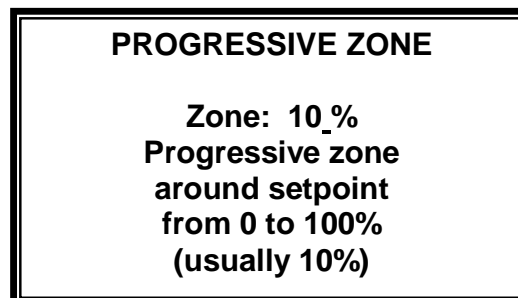 PROGRESSIVE ZONE
Zone: 10 %
Progressive zone
around setpoint
from 0 to 100%
(usually 10%)